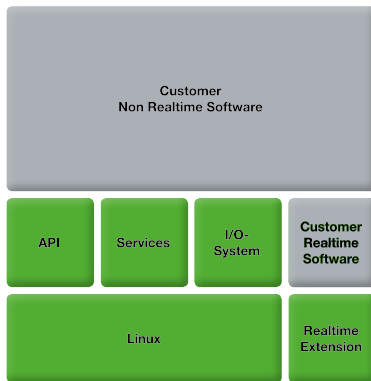 Customer
Non Realtime Software
API
Services
I/O-
System
Customer
Realtime
Software
Linux
Realtime
Extension